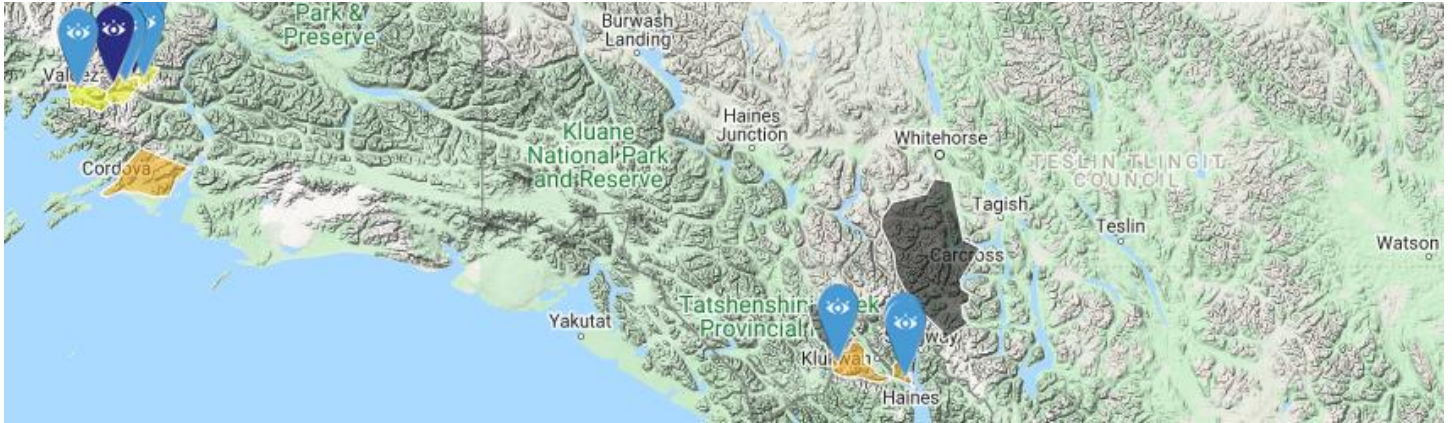 Park &
Preserve
Burwash
Landing
Valdez
Haines
Junction
Kluane
National Park
and Reserve
Whitehorse
TESLIN TLINGIT
COUNCIL
Cordova
Tagish
Teslin
Carcross
Watson
Yakutat
Provincial
Haines